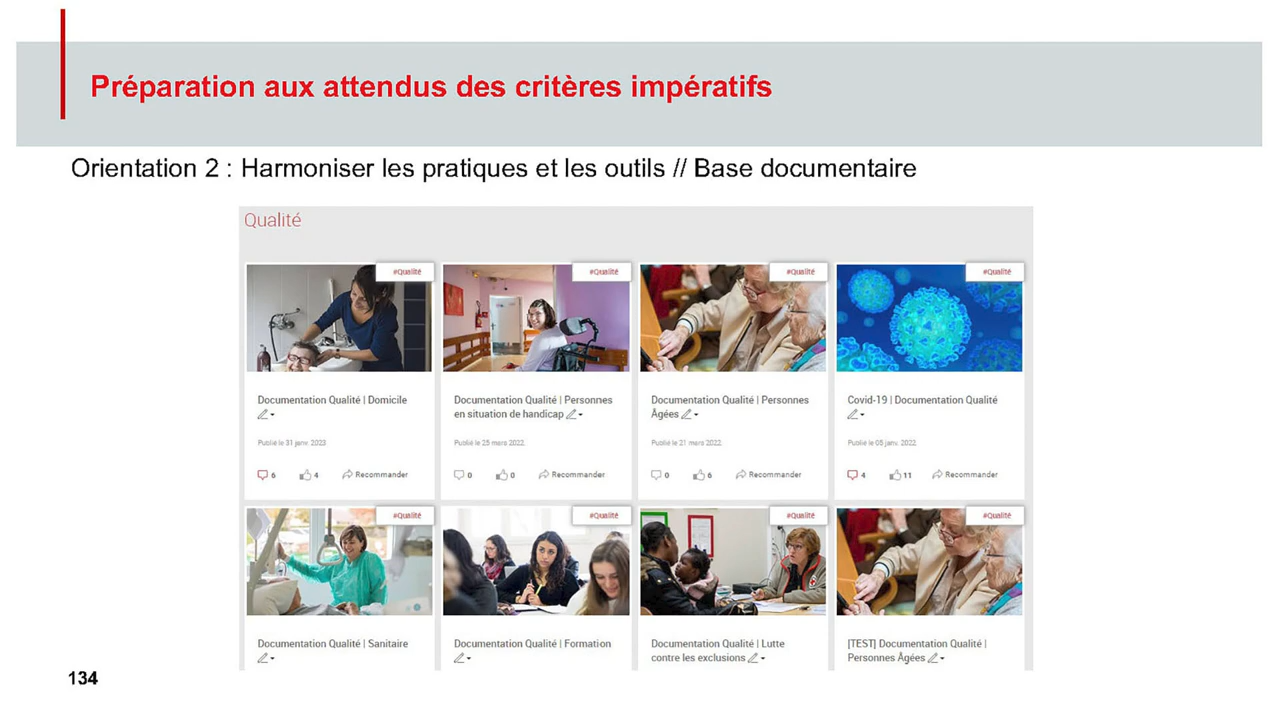 Préparation aux attendus des critères impératifs
Orientation 2 : Harmoniser les pratiques et les outils // Base documentaire
Qualité
#Qualité
#Qualité
#Qualité
#Qualité
Documentation Qualité | Domicile
Publié le 31 janv. 2023
6 4 Recommander
Documentation Qualité | Personnes
en situation de handicap
Publié le 25 mars 2022
0 0 Recommander
Documentation Qualité | Personnes
Âgées
Publié le 21 mars 2022
0 6 Recommander
Covid-19 | Documentation Qualité
Publié le 05 janv. 2022
4 11 Recommander
#Qualité
#Qualité
#Qualité
#Qualité
Documentation Qualité | Sanitaire
Documentation Qualité | Formation
Documentation Qualité | Lutte
contre les exclusions
[TEST] Documentation Qualité |
Personnes Âgées
134